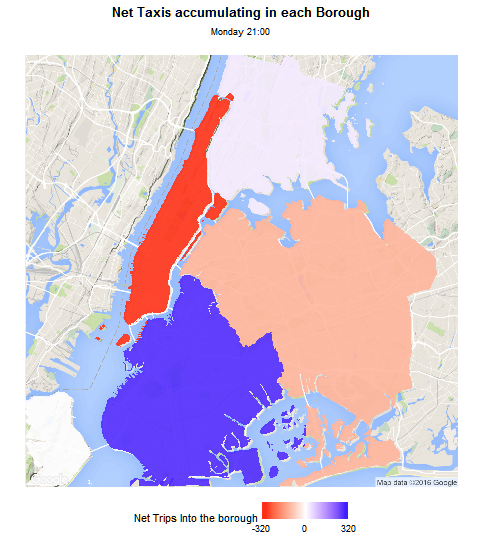 Net Taxis accumulating in each Borough
Monday 21:00
Map data ©2016 Google
Net Trips Into the borough
-320 0 320